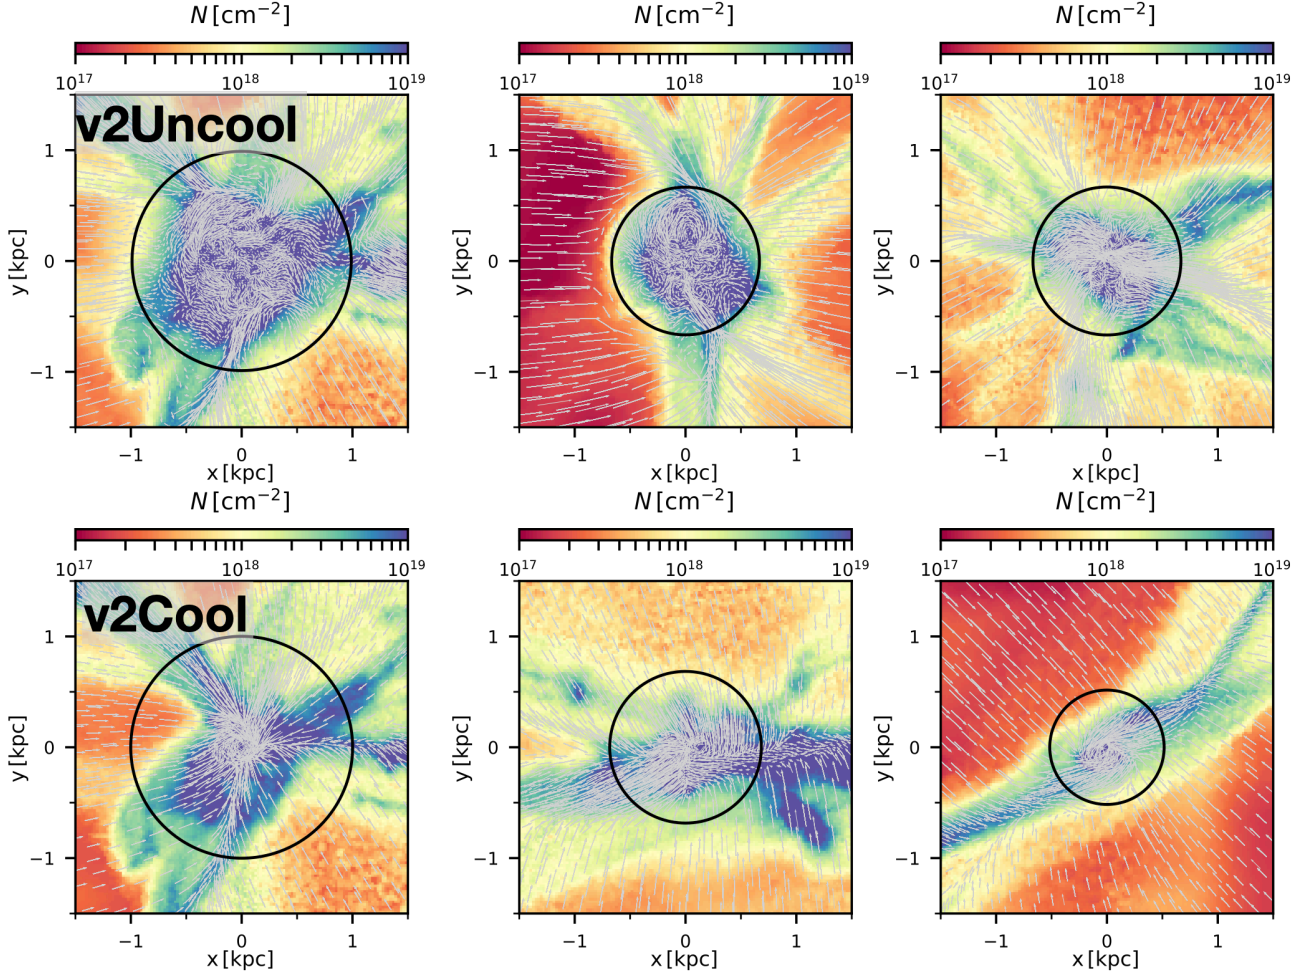 N [cm⁻²] N [cm⁻²] N [cm⁻²]
10¹⁷ 10¹⁸ 10¹⁹ 10¹⁷ 10¹⁸ 10¹⁹ 10¹⁷ 10¹⁸ 10¹⁹
v2Uncool
1 1 1
y [kpc] 0 y [kpc] 0 y [kpc] 0
−1 −1 −1
−1 0 1 −1 0 1 −1 0 1
x [kpc] x [kpc] x [kpc]
N [cm⁻²] N [cm⁻²] N [cm⁻²]
10¹⁷ 10¹⁸ 10¹⁹ 10¹⁷ 10¹⁸ 10¹⁹ 10¹⁷ 10¹⁸ 10¹⁹
v2Cool
1 1 1
y [kpc] 0 y [kpc] 0 y [kpc] 0
−1 −1 −1
−1 0 1 −1 0 1 −1 0 1
x [kpc] x [kpc] x [kpc]